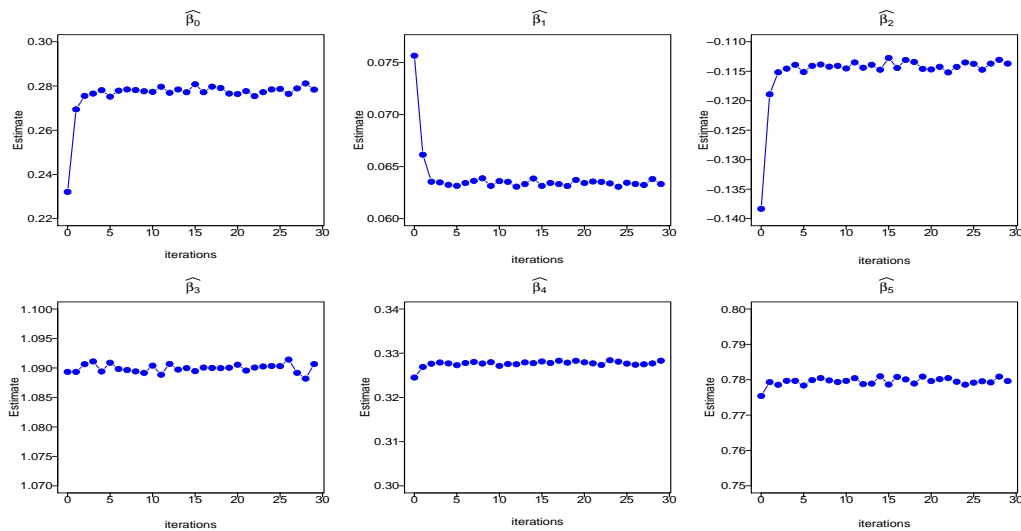 β̂₀
0.30
0.28
0.26
0.24
0.22
Estimate
0 5 10 15 20 25 30
iterations
β̂₁
0.075
0.070
0.065
0.060
Estimate
0 5 10 15 20 25 30
iterations
β̂₂
−0.110
−0.115
−0.120
−0.125
−0.130
−0.135
−0.140
Estimate
0 5 10 15 20 25 30
iterations
β̂₃
1.100
1.095
1.090
1.085
1.080
1.075
1.070
Estimate
0 5 10 15 20 25 30
iterations
β̂₄
0.34
0.33
0.32
0.31
0.30
Estimate
0 5 10 15 20 25 30
iterations
β̂₅
0.80
0.79
0.78
0.77
0.76
0.75
Estimate
0 5 10 15 20 25 30
iterations